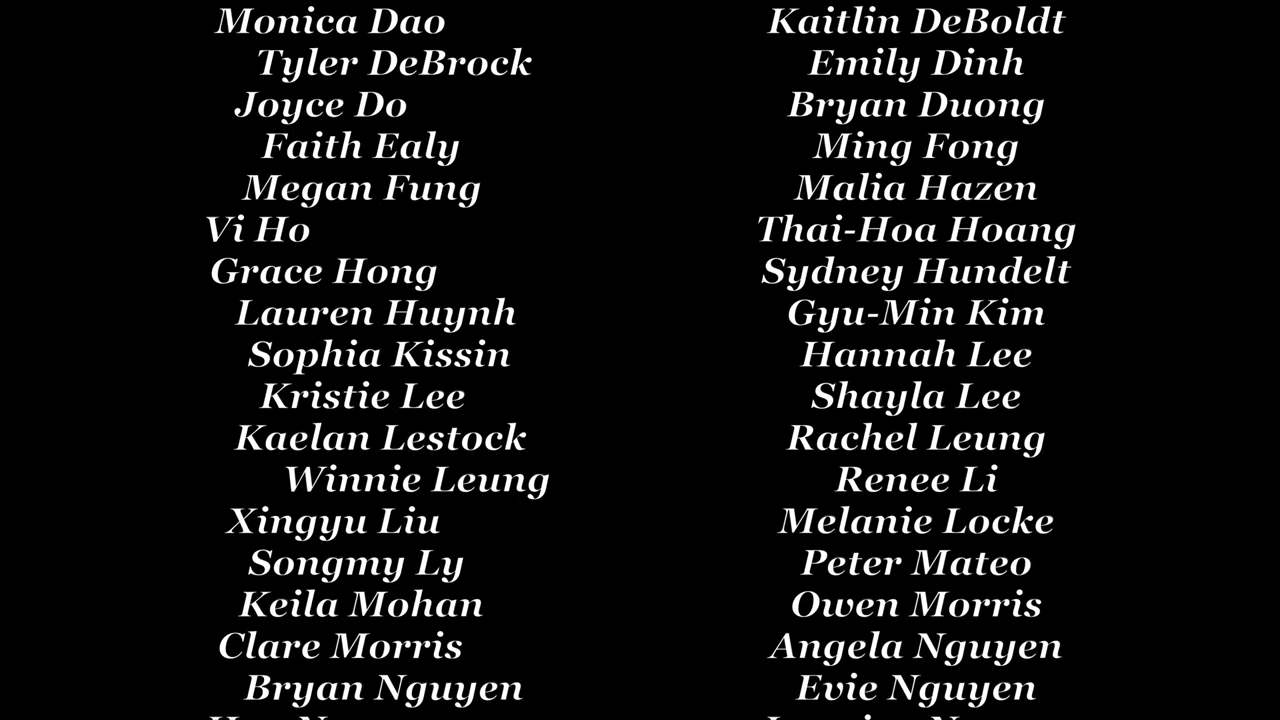 Monica Dao Kaitlin DeBoldt
Tyler DeBrock Emily Dinh
Joyce Do Bryan Duong
Faith Ealy Ming Fong
Megan Fung Malia Hazen
Vi Ho Thai-Hoa Hoang
Grace Hong Sydney Hundelt
Lauren Huynh Gyu-Min Kim
Sophia Kissin Hannah Lee
Kristie Lee Shayla Lee
Kaelan Lestock Rachel Leung
Winnie Leung Renee Li
Xingyu Liu Melanie Locke
Songmy Ly Peter Mateo
Keila Mohan Owen Morris
Clare Morris Angela Nguyen
Bryan Nguyen Evie Nguyen